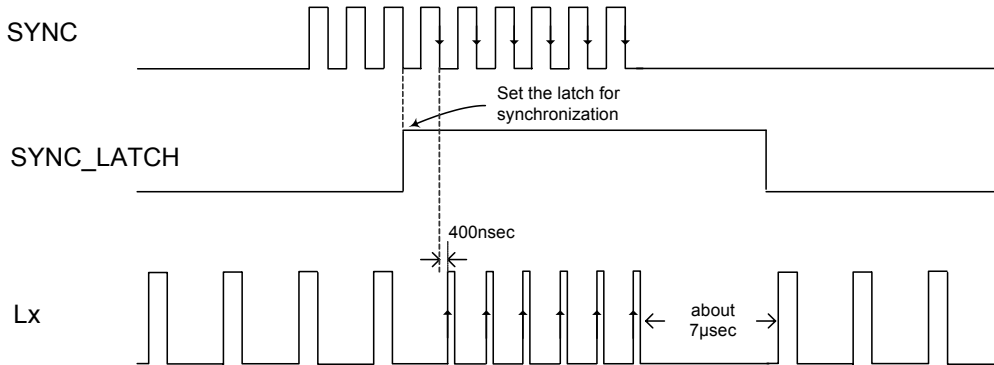 SYNC
Set the latch for
synchronization
SYNC_LATCH
400nsec
Lx
about
7µsec